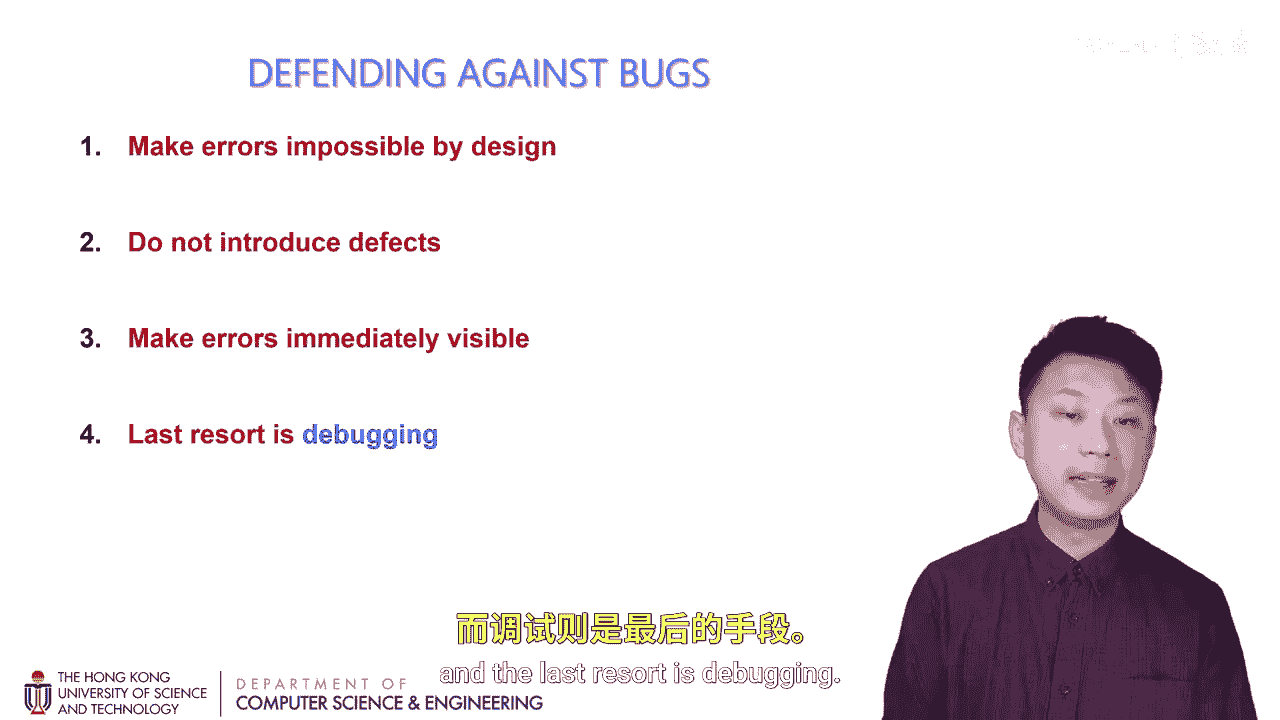 DEFENDING AGAINST BUGS
1. Make errors impossible by design
2. Do not introduce defects
3. Make errors immediately visible
4. Last resort is debugging
而调试则是最后的手段。
and the last resort is debugging.
THE HONG KONG
UNIVERSITY OF SCIENCE
AND TECHNOLOGY
DEPARTMENT OF
COMPUTER SCIENCE & ENGINEERING